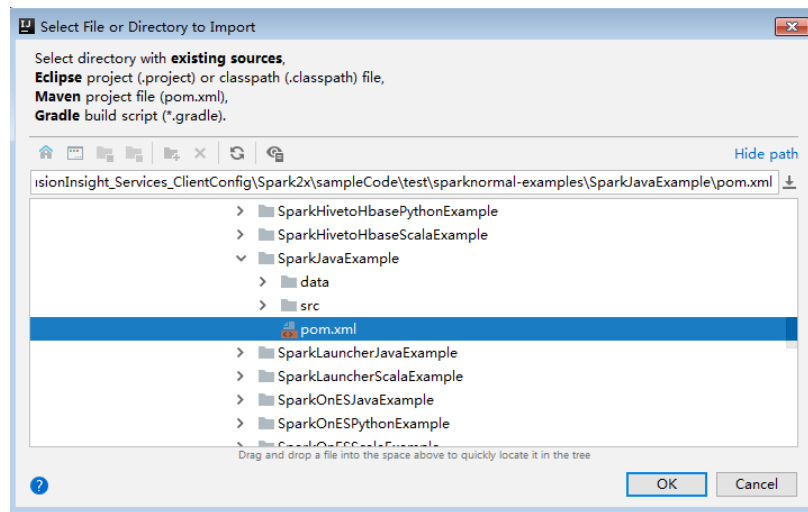 Select File or Directory to Import
Select directory with existing sources,
Eclipse project (.project) or classpath (.classpath) file,
Maven project file (pom.xml),
Gradle build script (*.gradle).
Hide path
ısionInsight_Services_ClientConfig\Spark2x\sampleCode\test\sparknormal-examples\SparkJavaExample\pom.xml
SparkHivetoHbasePythonExample
SparkHivetoHbaseScalaExample
SparkJavaExample
data
src
pom.xml
SparkLauncherJavaExample
SparkLauncherScalaExample
SparkOnESJavaExample
SparkOnESPythonExample
SparkOnESScalaExample
Drag and drop a file into the space above to quickly locate it in the tree
? OK Cancel